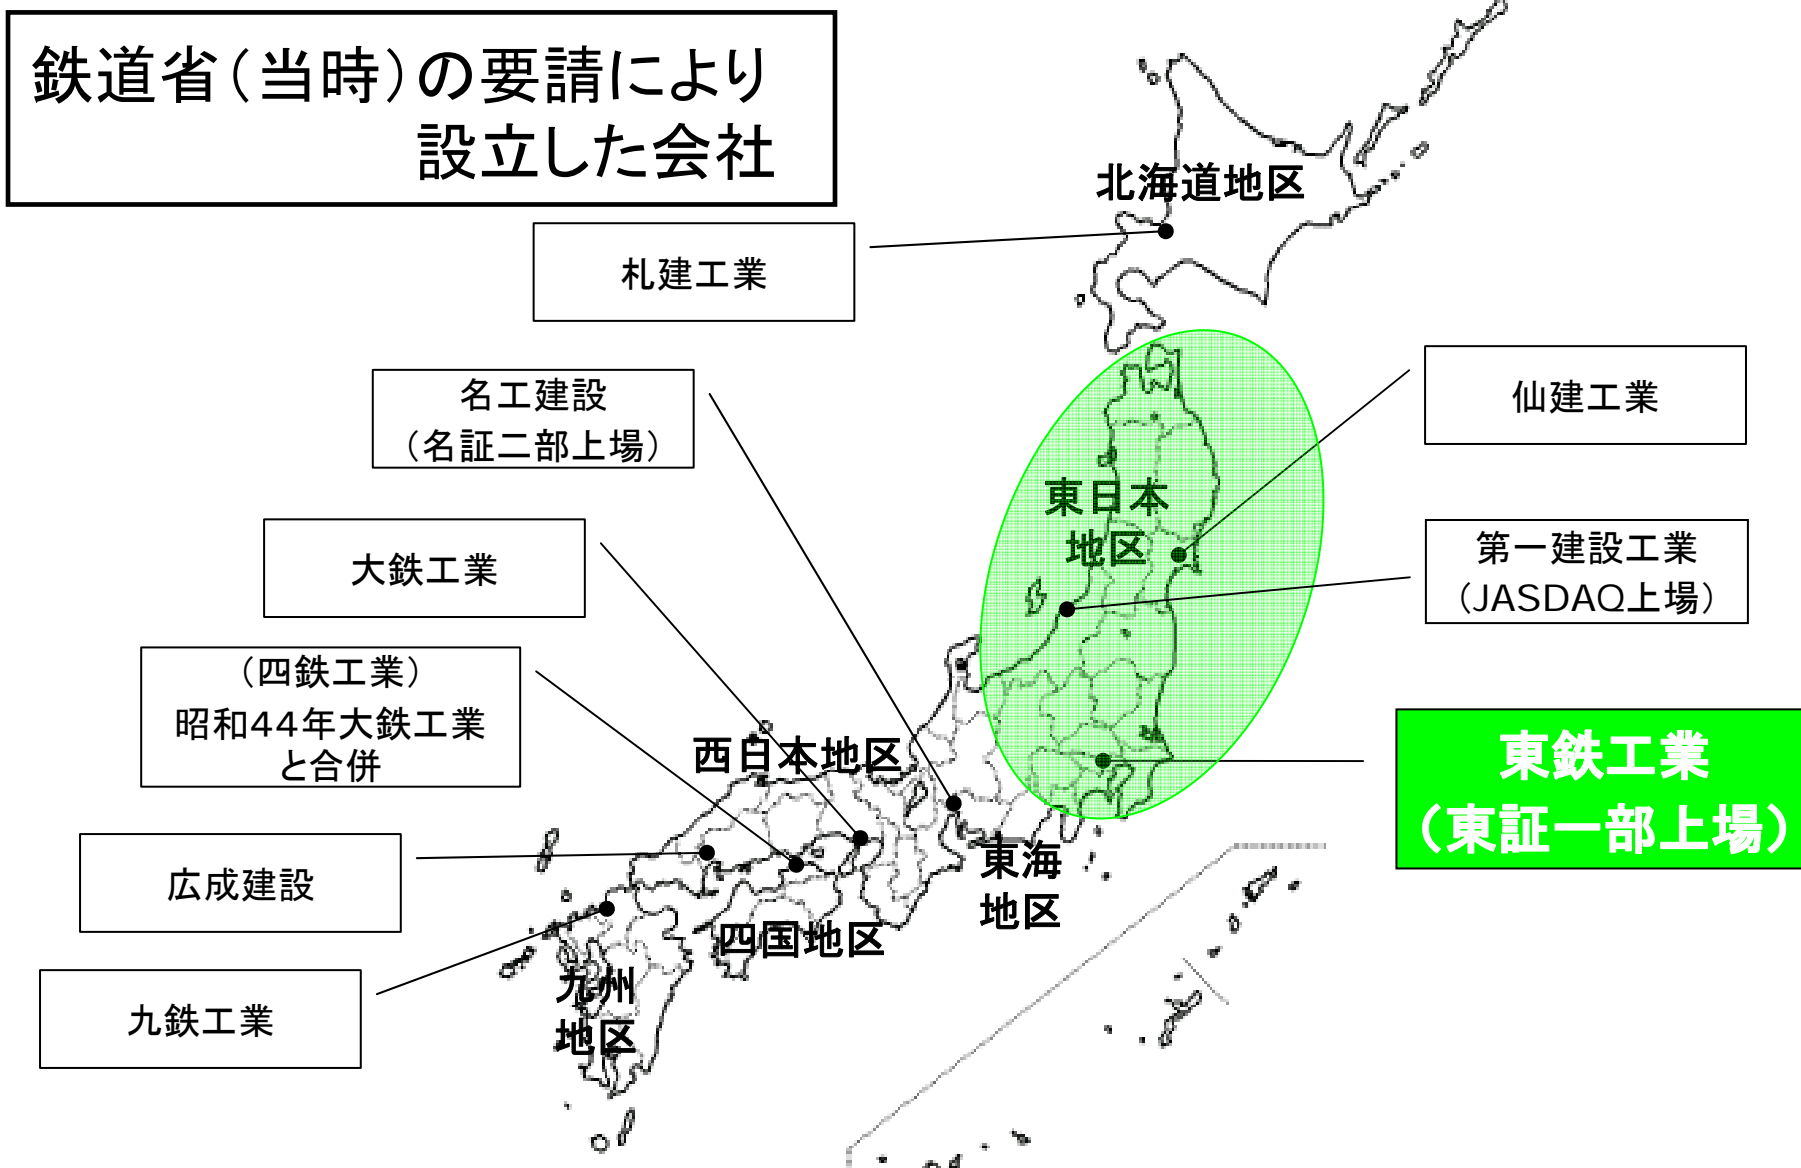 鉄道省（当時）の要請により
設立した会社
北海道地区
札建工業
名工建設
（名証二部上場）
仙建工業
東日本
地区
大鉄工業
第一建設工業
（JASDAQ上場）
（四鉄工業）
昭和44年大鉄工業
と合併
西日本地区
東鉄工業
（東証一部上場）
広成建設
東海
地区
四国地区
九鉄工業
九州
地区